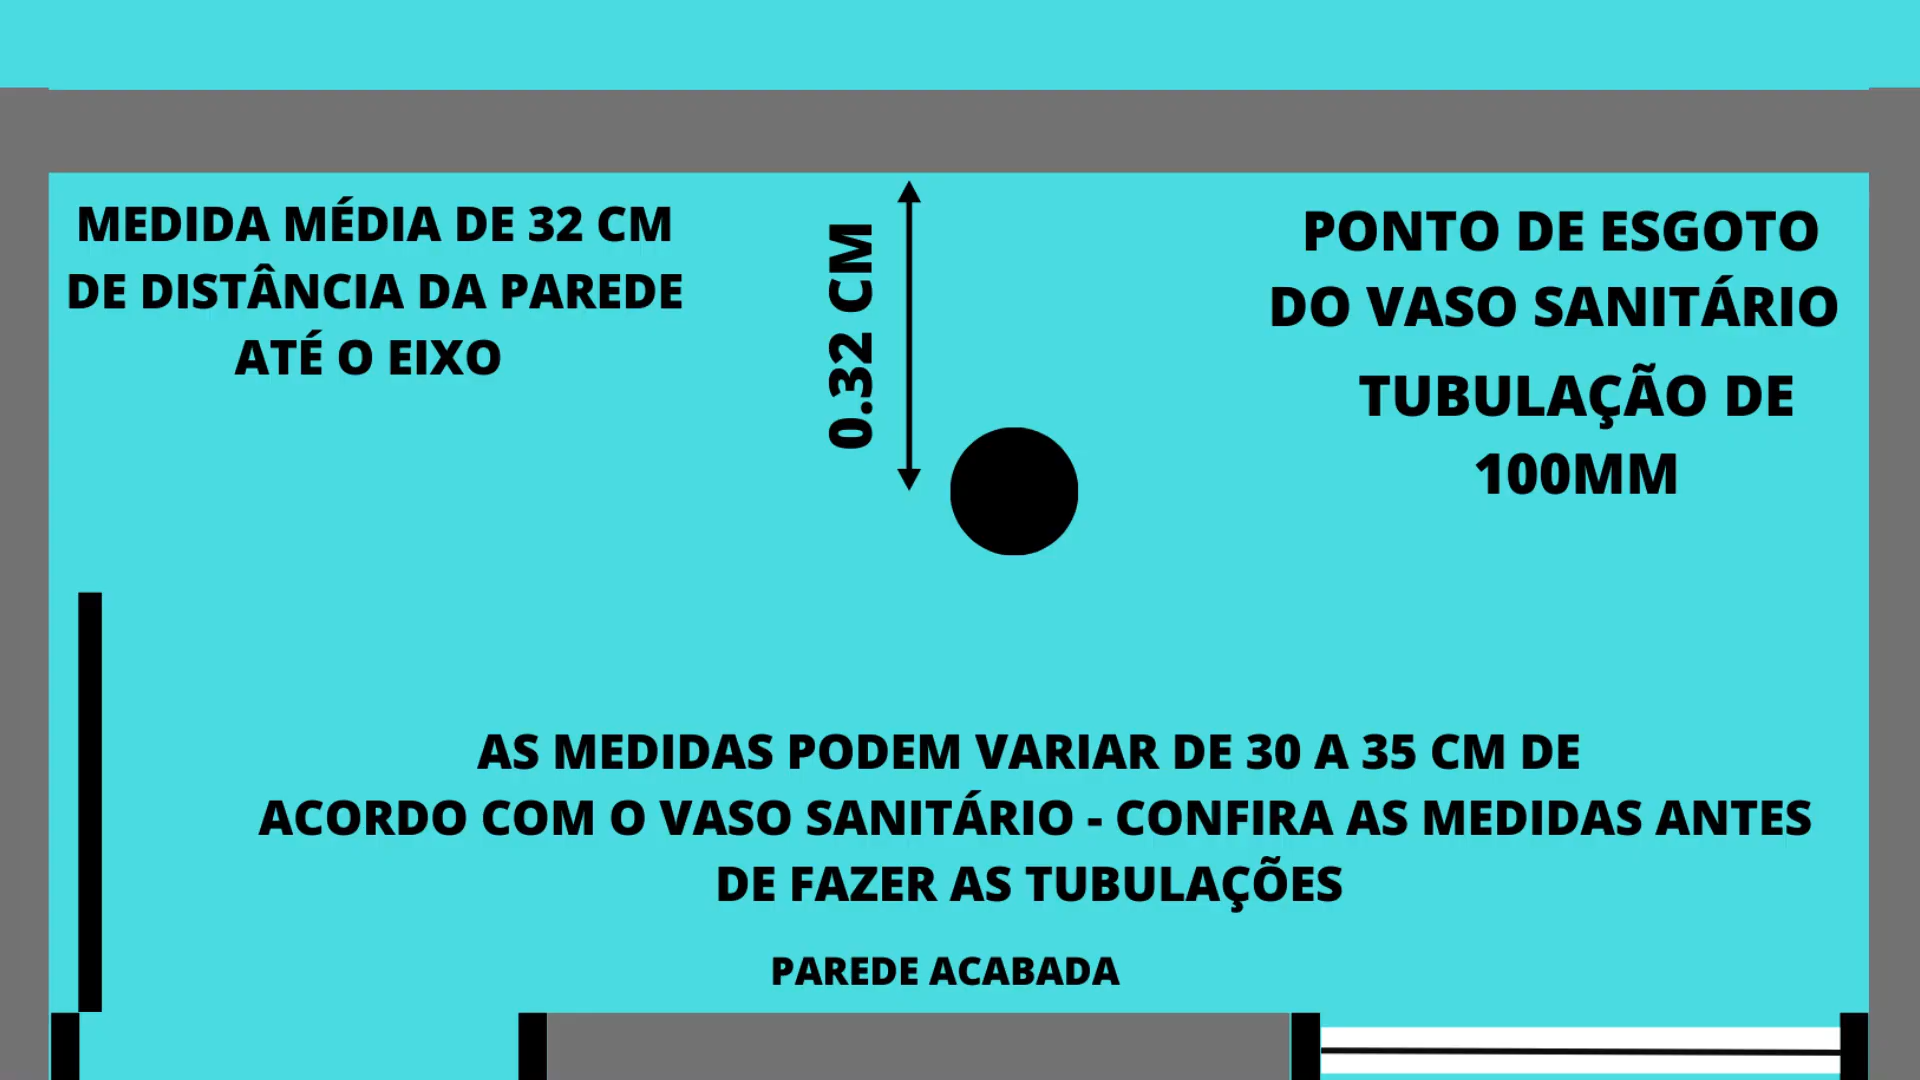 MEDIDA MÉDIA DE 32 CM
DE DISTÂNCIA DA PAREDE
ATÉ O EIXO
0.32 CM
PONTO DE ESGOTO
DO VASO SANITÁRIO
TUBULAÇÃO DE
100MM
AS MEDIDAS PODEM VARIAR DE 30 A 35 CM DE
ACORDO COM O VASO SANITÁRIO - CONFIRA AS MEDIDAS ANTES
DE FAZER AS TUBULAÇÕES
PAREDE ACABADA